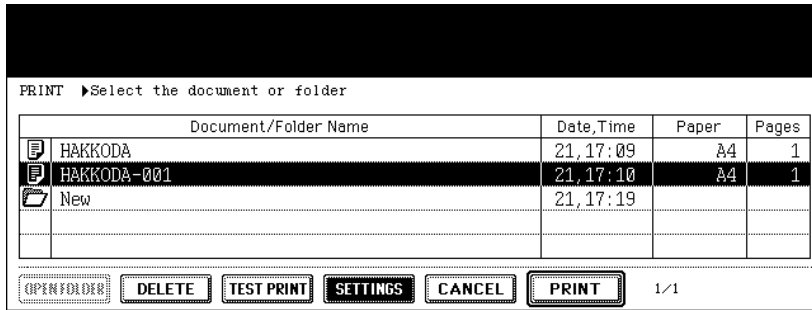 PRINT ▶Select the document or folder
Document/Folder Name Date,Time Paper Pages
HAKKODA 21,17:09 A4 1
HAKKODA-001 21,17:10 A4 1
New 21,17:19
OPEN FOLDER DELETE TEST PRINT SETTINGS CANCEL PRINT 1/1